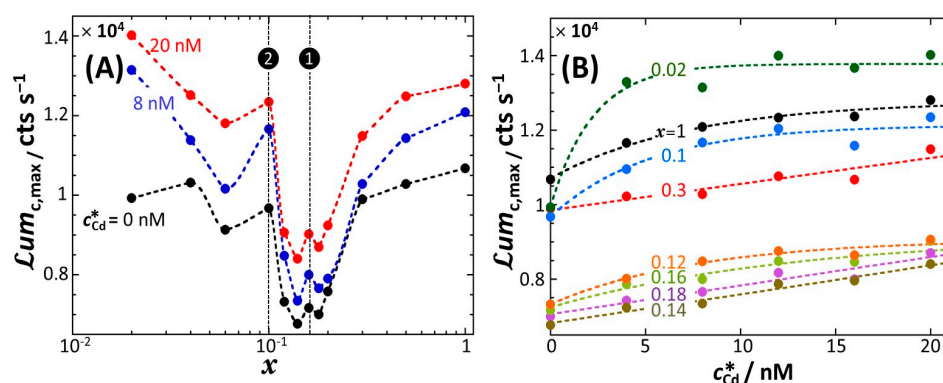 × 10⁴
(A)
20 nM
8 nM
c*Cd = 0 nM
2
1
1.4
1.2
1
0.8
ℒumc,max / cts s⁻¹
10⁻²
10⁻¹
1
x
× 10⁴
(B)
1.4
1.2
1
0.8
ℒumc,max / cts s⁻¹
0.02
x=1
0.1
0.3
0.12
0.16
0.18
0.14
0
5
10
15
20
c*Cd / nM